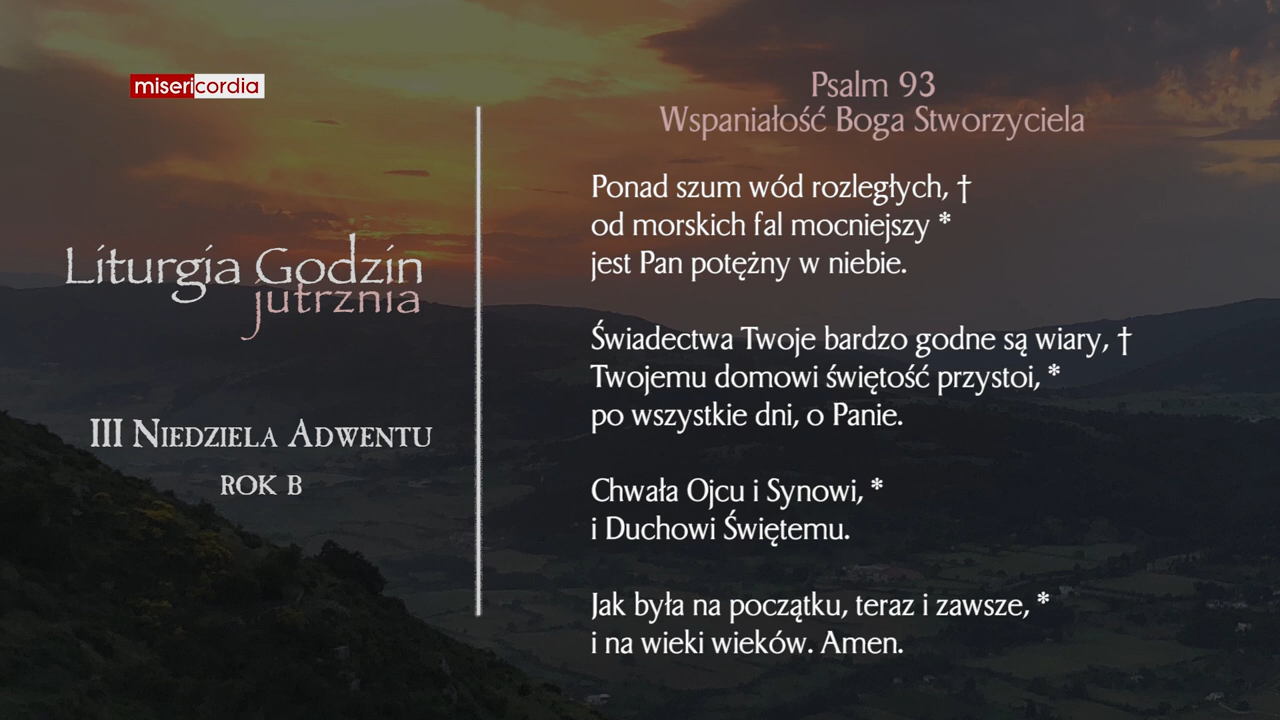 misericordia
Liturgia Godzin
jutrznia
III Niedziela Adwentu
rok B
Psalm 93
Wspaniałość Boga Stworzyciela
Ponad szum wód rozległych, †
od morskich fal mocniejszy *
jest Pan potężny w niebie.
Świadectwa Twoje bardzo godne są wiary, †
Twojemu domowi świętość przystoi, *
po wszystkie dni, o Panie.
Chwała Ojcu i Synowi, *
i Duchowi Świętemu.
Jak była na początku, teraz i zawsze, *
i na wieki wieków. Amen.